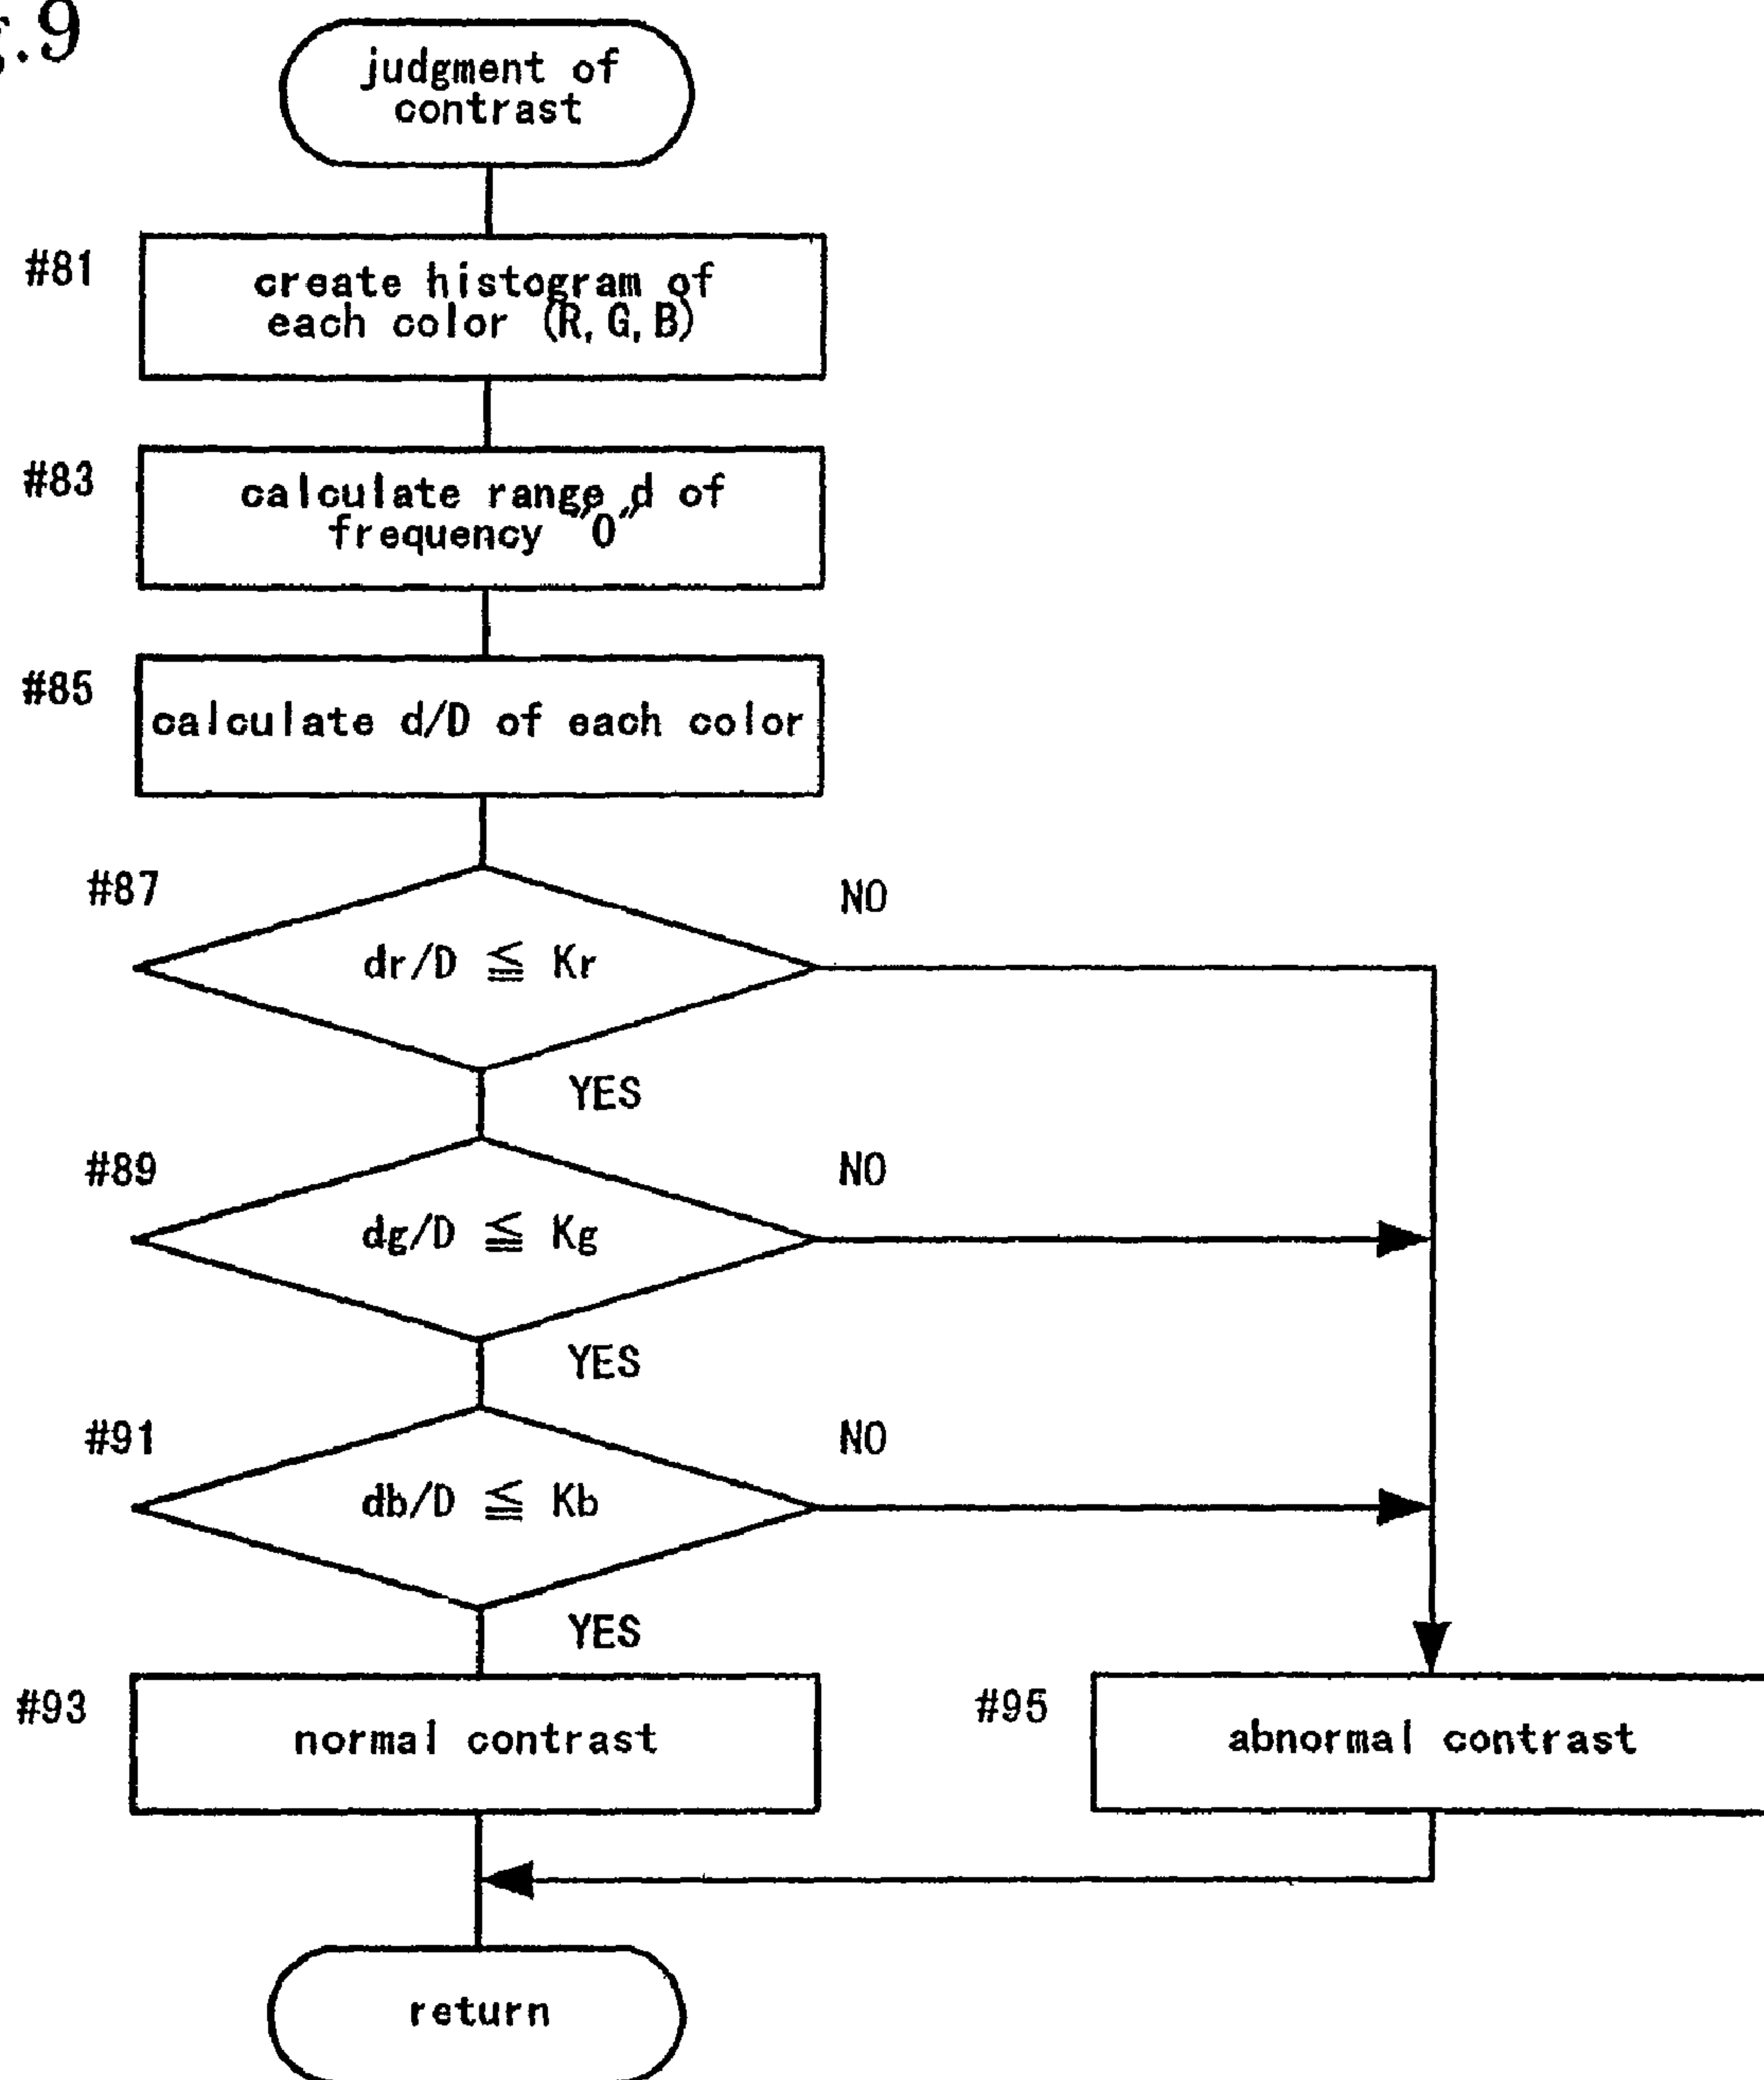 .9
judgment of
contrast
#81
create histogram of
each color (R, G, B)
#83
calculate range d of
frequency "0"
#85
calculate d/D of each color
#87
dr/D ≦ Kr
NO
YES
#89
dg/D ≦ Kg
NO
YES
#91
db/D ≦ Kb
NO
YES
#93
normal contrast
#95
abnormal contrast
return